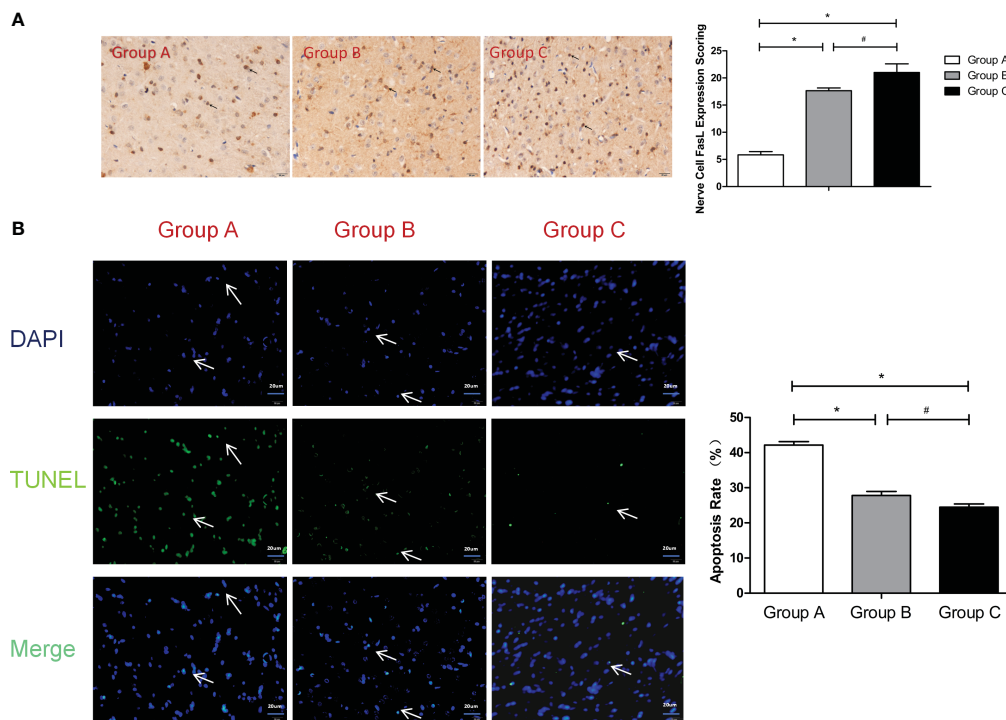 A
Group A
Group B
Group C
*
*
#
Nerve Cell FasL Expression Scoring
25
20
15
10
5
0
Group A
Group B
Group C
B
Group A
Group B
Group C
DAPI
20um
20um
20um
TUNEL
20um
20um
20um
Merge
20um
20um
20um
*
*
#
Apoptosis Rate (%)
50
40
30
20
10
0
Group A
Group B
Group C